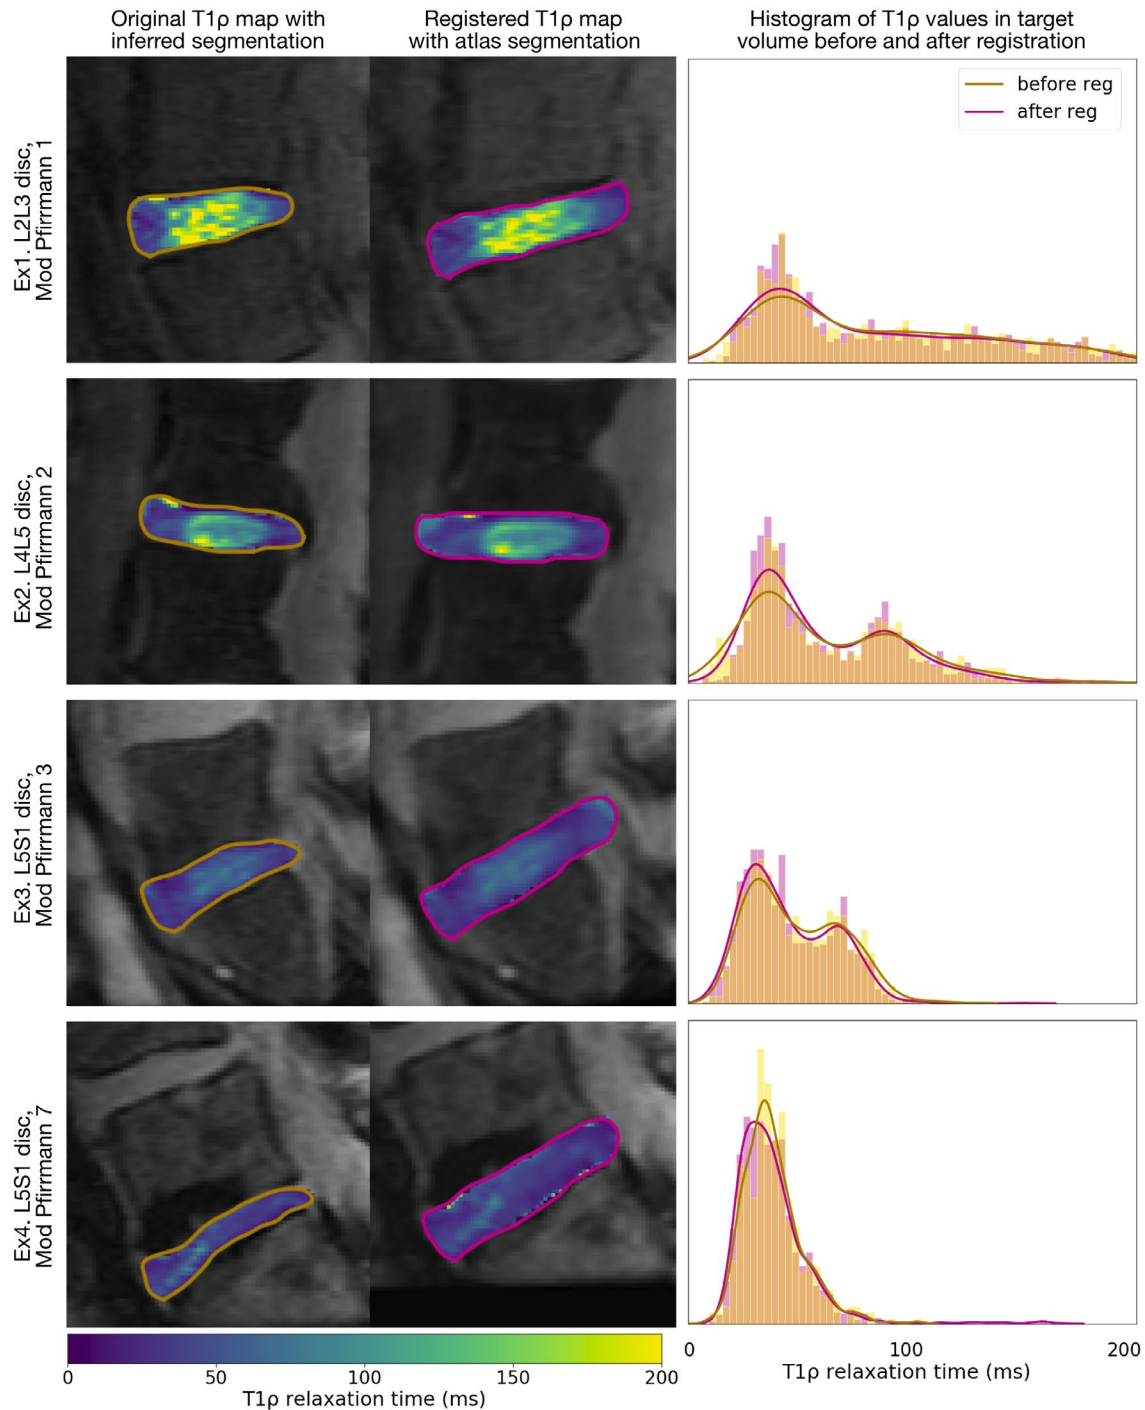 Original T1ρ map with
inferred segmentation
Registered T1ρ map
with atlas segmentation
Histogram of T1ρ values in target
volume before and after registration
before reg
after reg
Ex1. L2L3 disc,
Mod Pfirrmann 1
Ex2. L4L5 disc,
Mod Pfirrmann 2
Ex3. L5S1 disc,
Mod Pfirrmann 3
Ex4. L5S1 disc,
Mod Pfirrmann 7
0 50 100 150 200
T1ρ relaxation time (ms)
0 100 200
T1ρ relaxation time (ms)